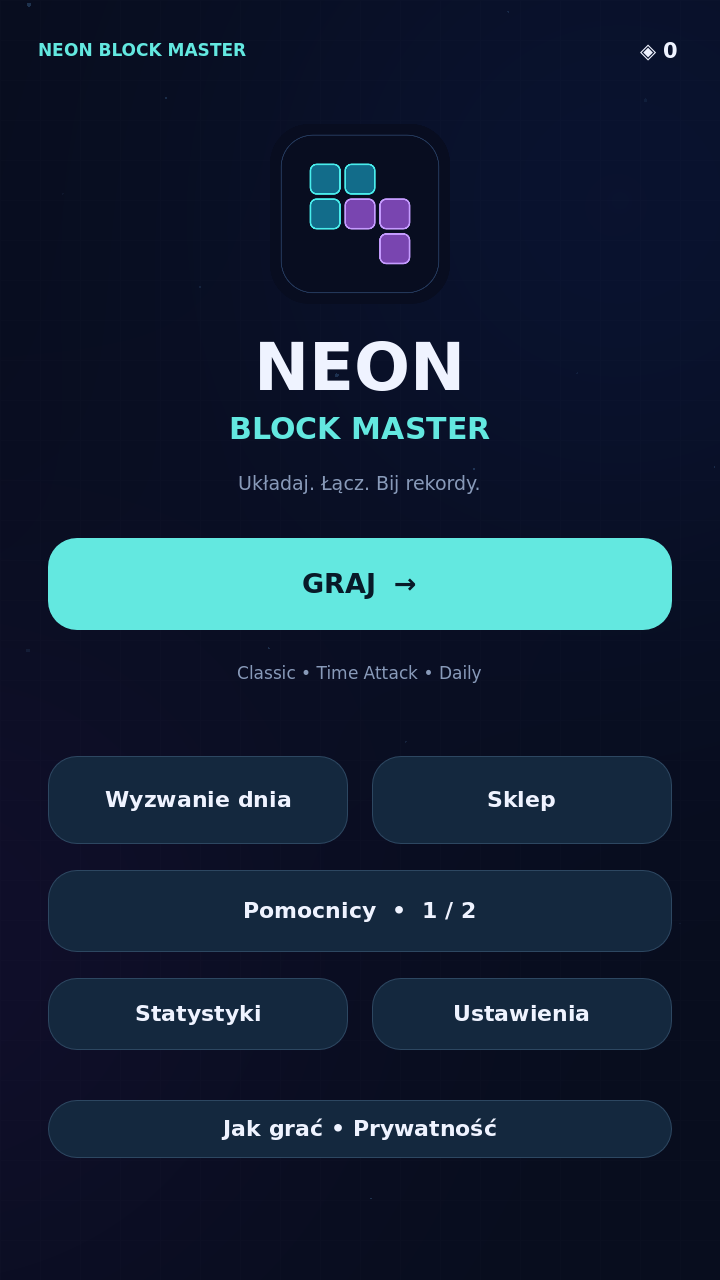 NEON BLOCK MASTER
◈ 0
NEON
BLOCK MASTER
Układaj. Łącz. Bij rekordy.
GRAJ →
Classic • Time Attack • Daily
Wyzwanie dnia
Sklep
Pomocnicy • 1 / 2
Statystyki
Ustawienia
Jak grać • Prywatność